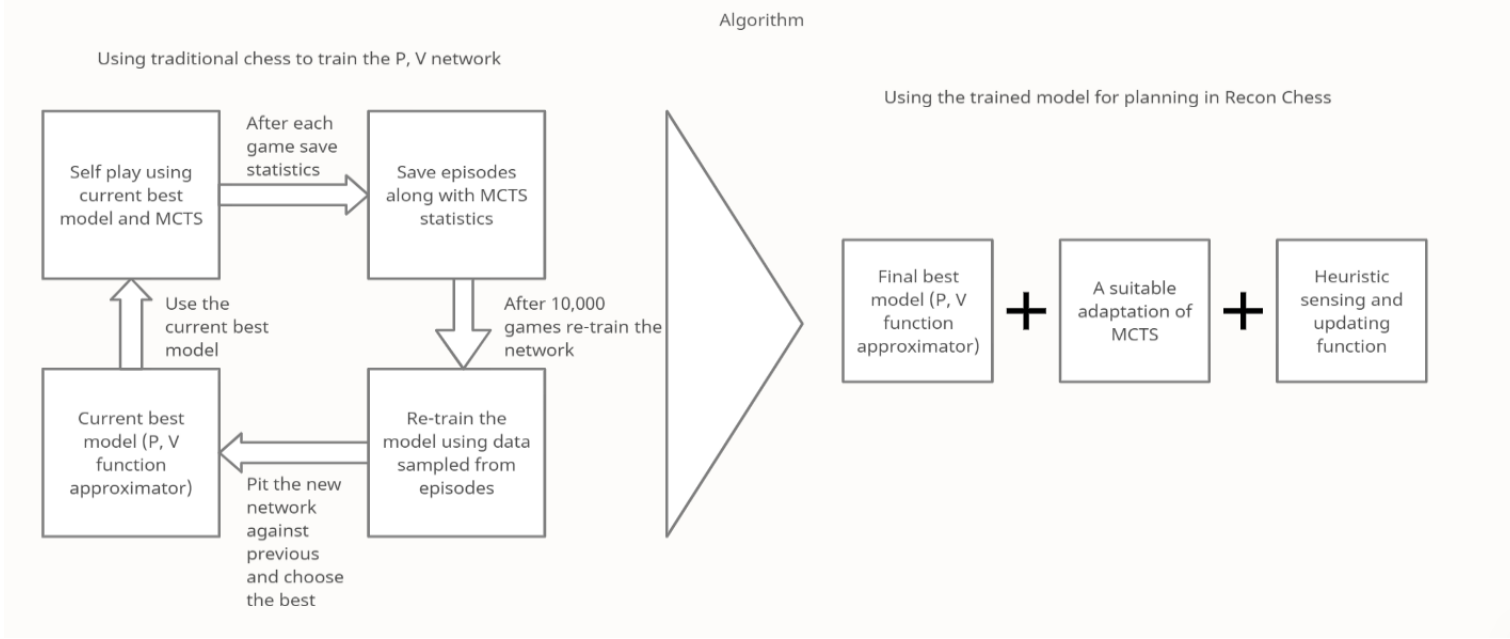 Algorithm
Using traditional chess to train the P, V network
Self play using
current best
model and MCTS
After each
game save
statistics
Save episodes
along with MCTS
statistics
After 10,000
games re-train the
network
Re-train the
model using data
sampled from
episodes
Pit the new
network
against
previous
and choose
the best
Current best
model (P, V
function
approximator)
Use the
current best
model
Using the trained model for planning in Recon Chess
Final best
model (P, V
function
approximator)
+
A suitable
adaptation of
MCTS
+
Heuristic
sensing and
updating
function